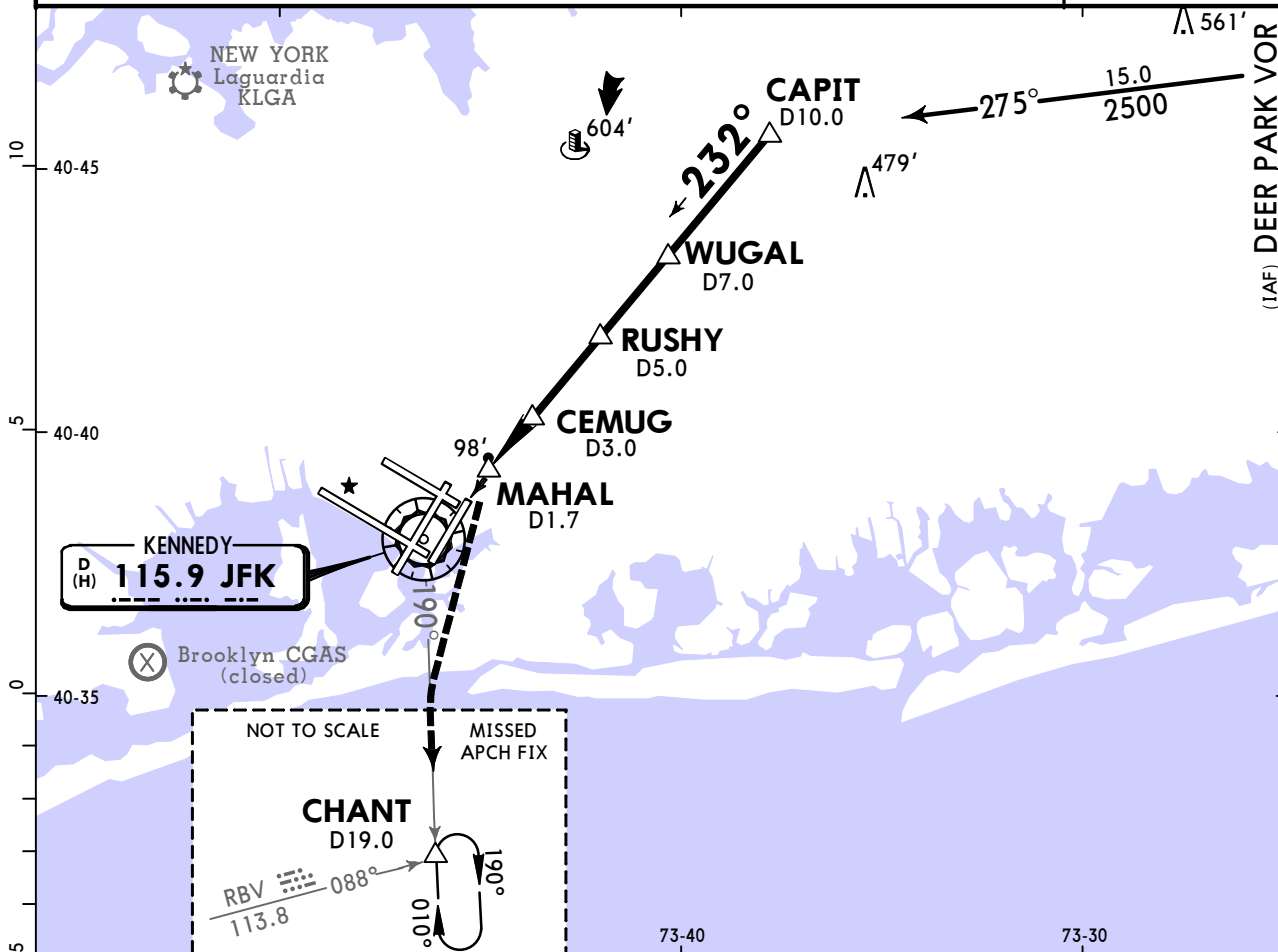 561'
NEW YORK
Laguardia
KLGA
DEER PARK VOR
(IAF)
15.0
275°
2500
CAPIT
D10.0
604'
232°
479'
10
40-45
WUGAL
D7.0
RUSHY
D5.0
CEMUG
D3.0
5
40-40
98'
MAHAL
D1.7
KENNEDY
D
(H)
115.9 JFK
190°
Brooklyn CGAS
(closed)
0
40-35
NOT TO SCALE
MISSED
APCH FIX
CHANT
D19.0
190°
RBV
088°
113.8
010°
73-40
73-30
5